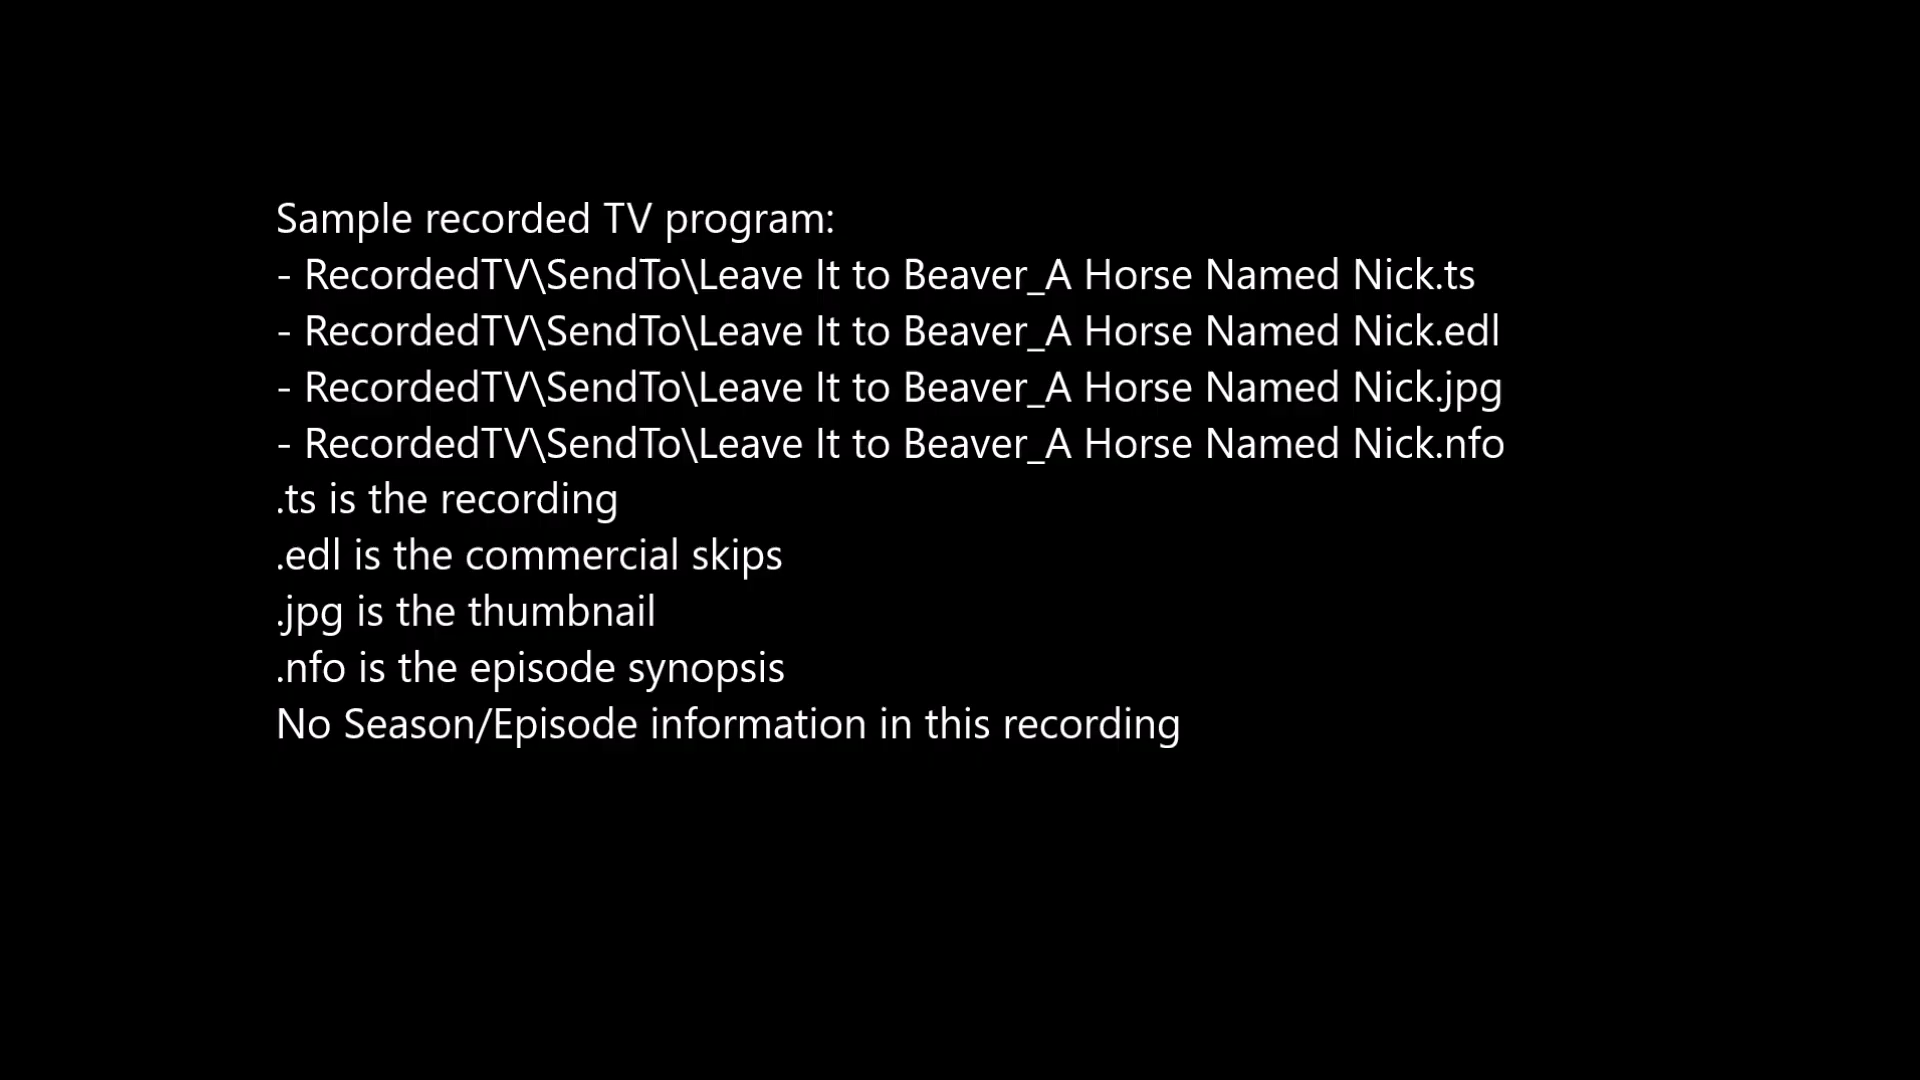 Sample recorded TV program:
- RecordedTV\SendTo\Leave It to Beaver_A Horse Named Nick.ts
- RecordedTV\SendTo\Leave It to Beaver_A Horse Named Nick.edl
- RecordedTV\SendTo\Leave It to Beaver_A Horse Named Nick.jpg
- RecordedTV\SendTo\Leave It to Beaver_A Horse Named Nick.nfo
.ts is the recording
.edl is the commercial skips
.jpg is the thumbnail
.nfo is the episode synopsis
No Season/Episode information in this recording